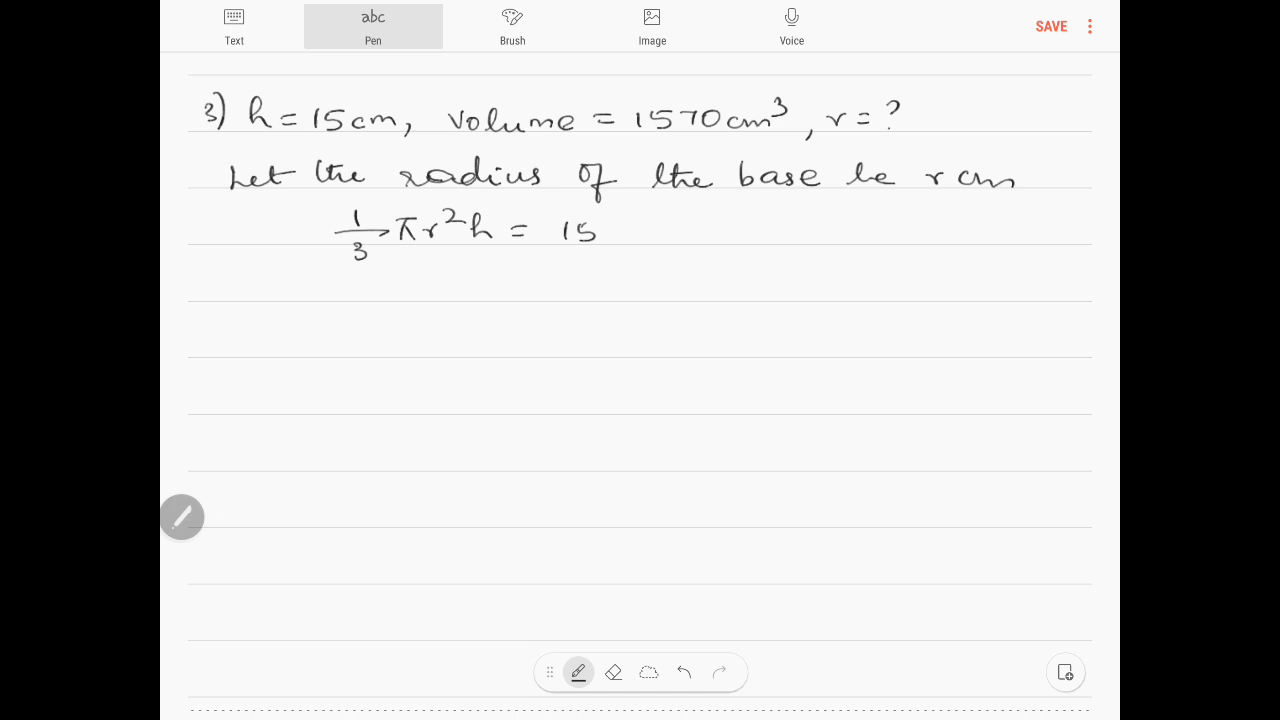 Text
Pen
Brush
Image
Voice
SAVE
abc
3) h = 15cm, volume = 1570cm³, r = ?
Let the radius of the base be r cm
1/3 πr²h = 15